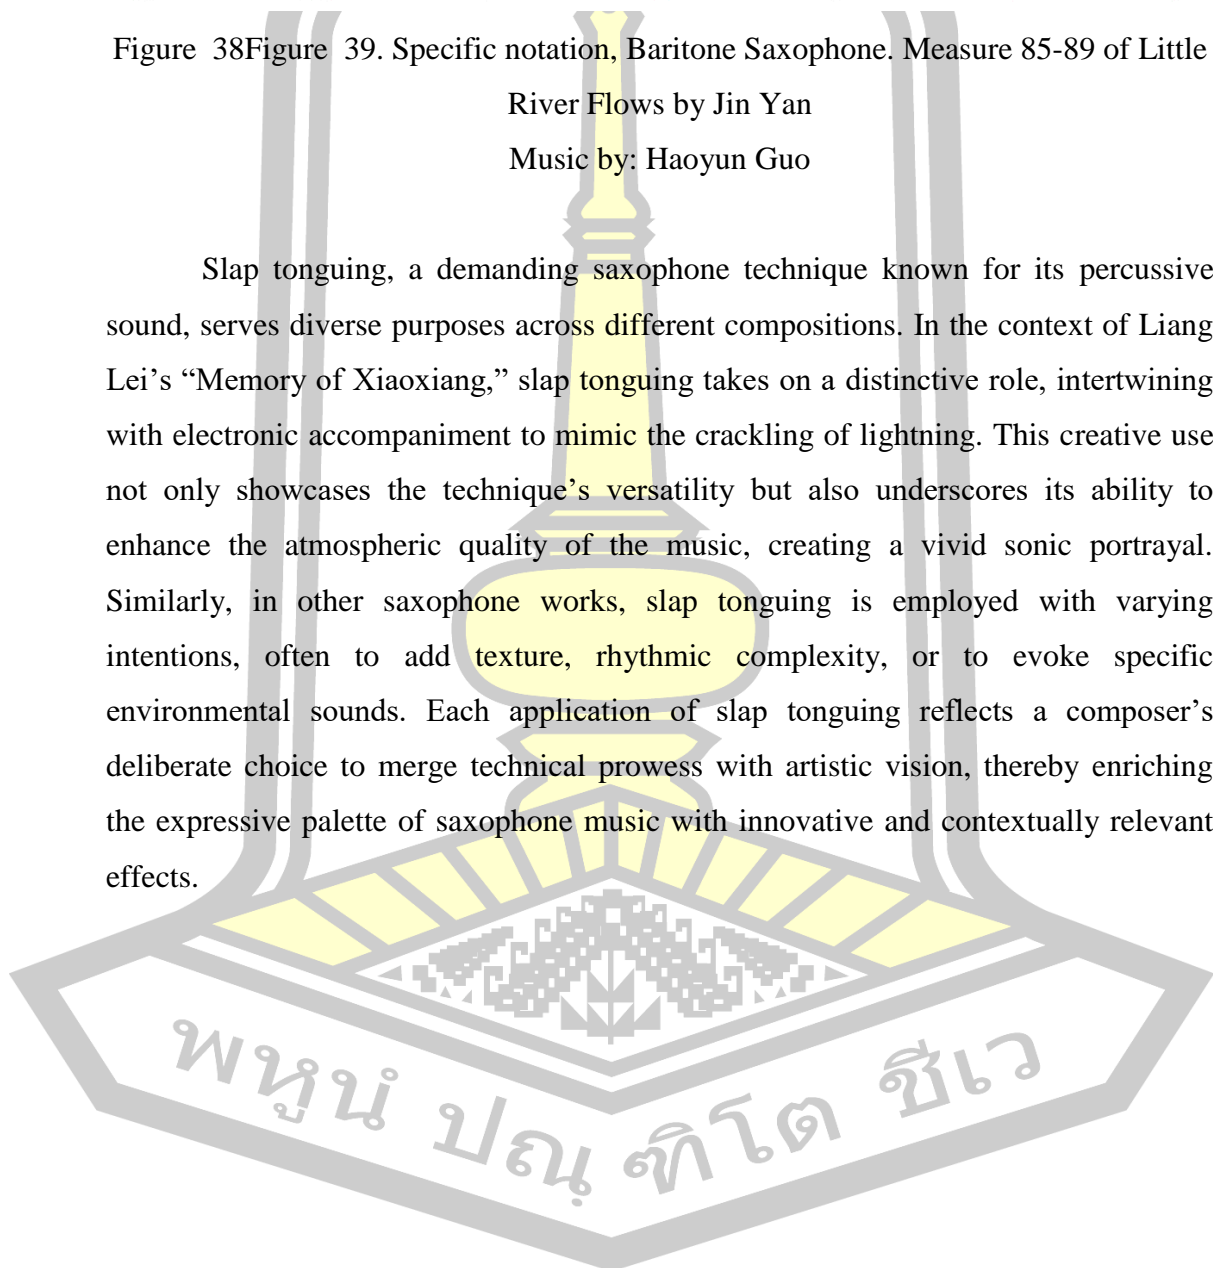 Figure  38Figure  39. Specific notation, Baritone Saxophone. Measure 85-89 of Little
River Flows by Jin Yan
Music by: Haoyun Guo
Slap tonguing, a demanding saxophone technique known for its percussive
sound, serves diverse purposes across different compositions. In the context of Liang
Lei’s “Memory of Xiaoxiang,” slap tonguing takes on a distinctive role, intertwining
with electronic accompaniment to mimic the crackling of lightning. This creative use
not only showcases the technique’s versatility but also underscores its ability to
enhance the atmospheric quality of the music, creating a vivid sonic portrayal.
Similarly, in other saxophone works, slap tonguing is employed with varying
intentions, often to add texture, rhythmic complexity, or to evoke specific
environmental sounds. Each application of slap tonguing reflects a composer’s
deliberate choice to merge technical prowess with artistic vision, thereby enriching
the expressive palette of saxophone music with innovative and contextually relevant
effects.
พหูนํ ปณฺฑิโต ชีเว